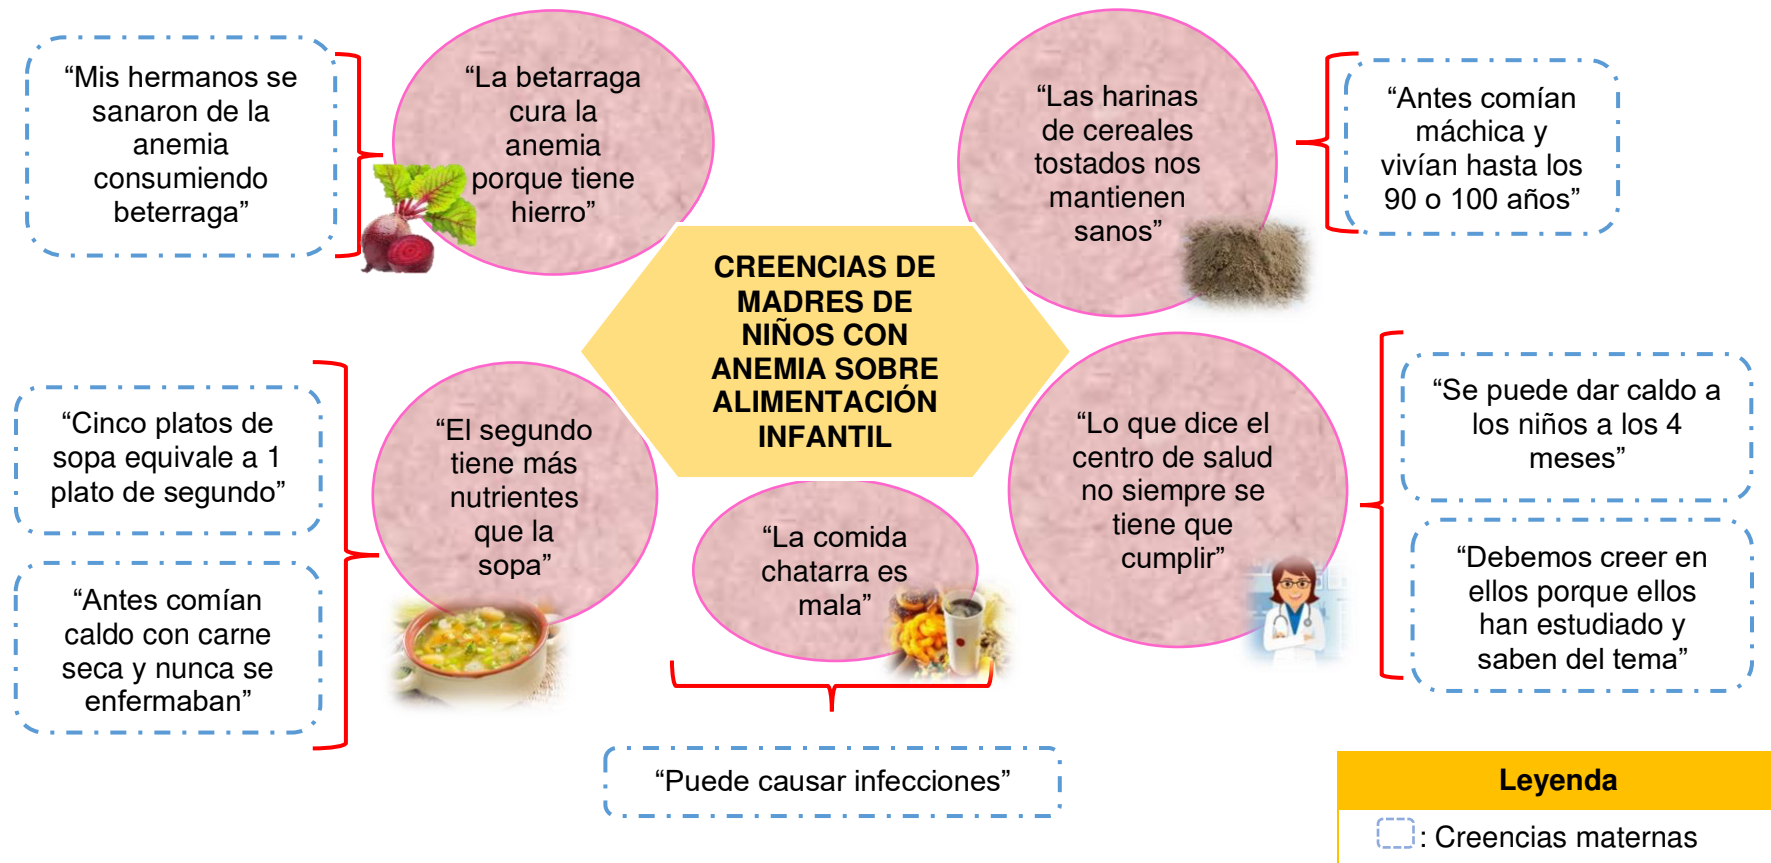 “Mis hermanos se
sanaron de la
anemia
consumiendo
beterraga”
“La betarraga
cura la
anemia
porque tiene
hierro”
“Las harinas
de cereales
tostados nos
mantienen
sanos”
“Antes comían
máchica y
vivían hasta los
90 o 100 años”
CREENCIAS DE
MADRES DE
NIÑOS CON
ANEMIA SOBRE
ALIMENTACIÓN
INFANTIL
“Cinco platos de
sopa equivale a 1
plato de segundo”
“Antes comían
caldo con carne
seca y nunca se
enfermaban”
“El segundo
tiene más
nutrientes
que la
sopa”
“La comida
chatarra es
mala”
“Puede causar infecciones”
“Lo que dice el
centro de salud
no siempre se
tiene que
cumplir”
“Se puede dar caldo a
los niños a los 4
meses”
“Debemos creer en
ellos porque ellos
han estudiado y
saben del tema”
Leyenda
: Creencias maternas